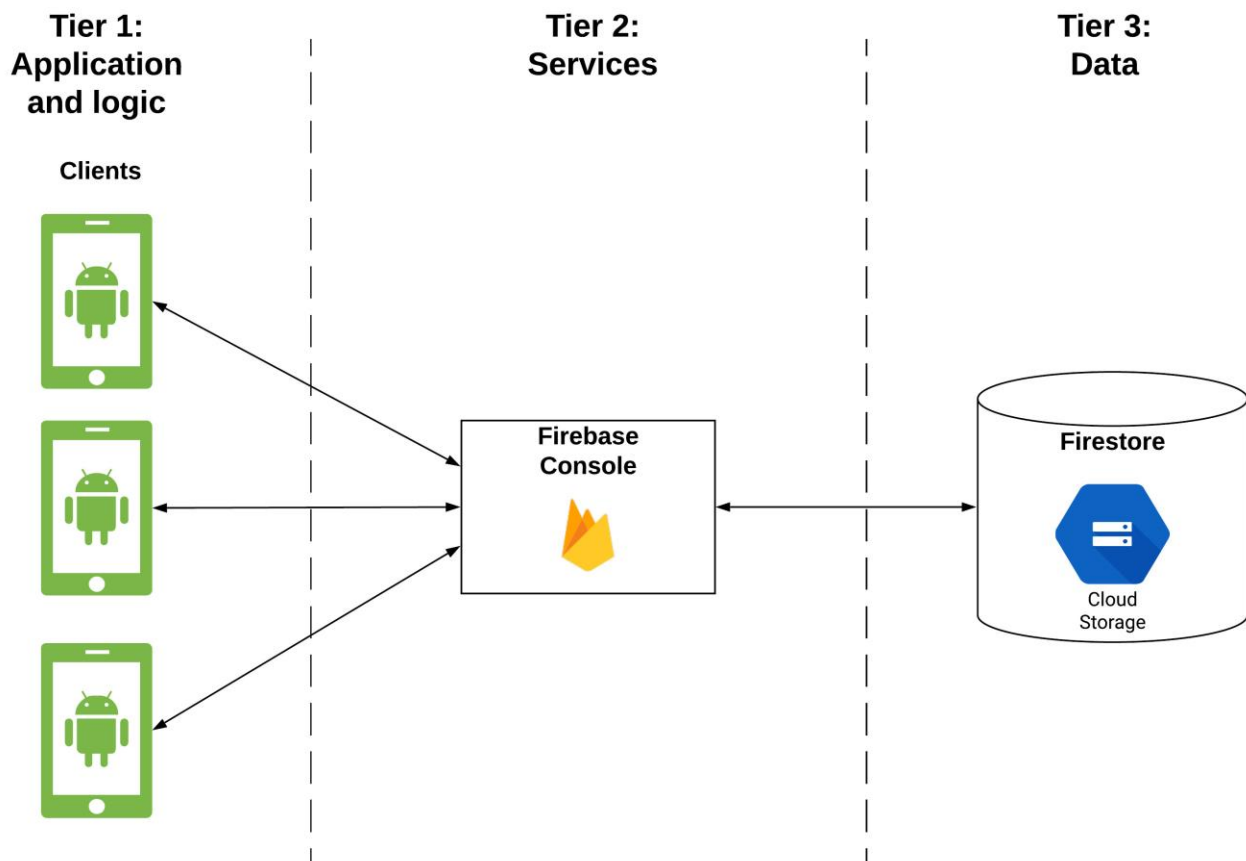 Tier 1:
Application
and logic
Tier 2:
Services
Tier 3:
Data
Clients
Firebase
Console
Firestore
Cloud
Storage